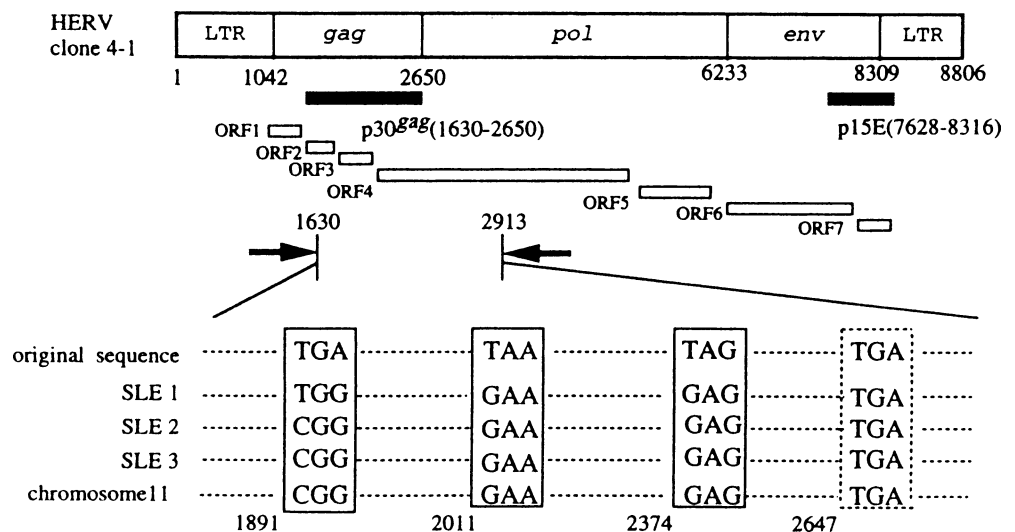 HERV
clone 4-1
LTR gag pol env LTR
1 1042 2650 6233 8309 8806
p30gag(1630-2650) p15E(7628-8316)
ORF1
ORF2
ORF3
ORF4
ORF5
ORF6
ORF7
1630 2913
original sequence TGA TAA TAG TGA
SLE 1 TGG GAA GAG TGA
SLE 2 CGG GAA GAG TGA
SLE 3 CGG GAA GAG TGA
chromosome11 CGG GAA GAG TGA
1891 2011 2374 2647